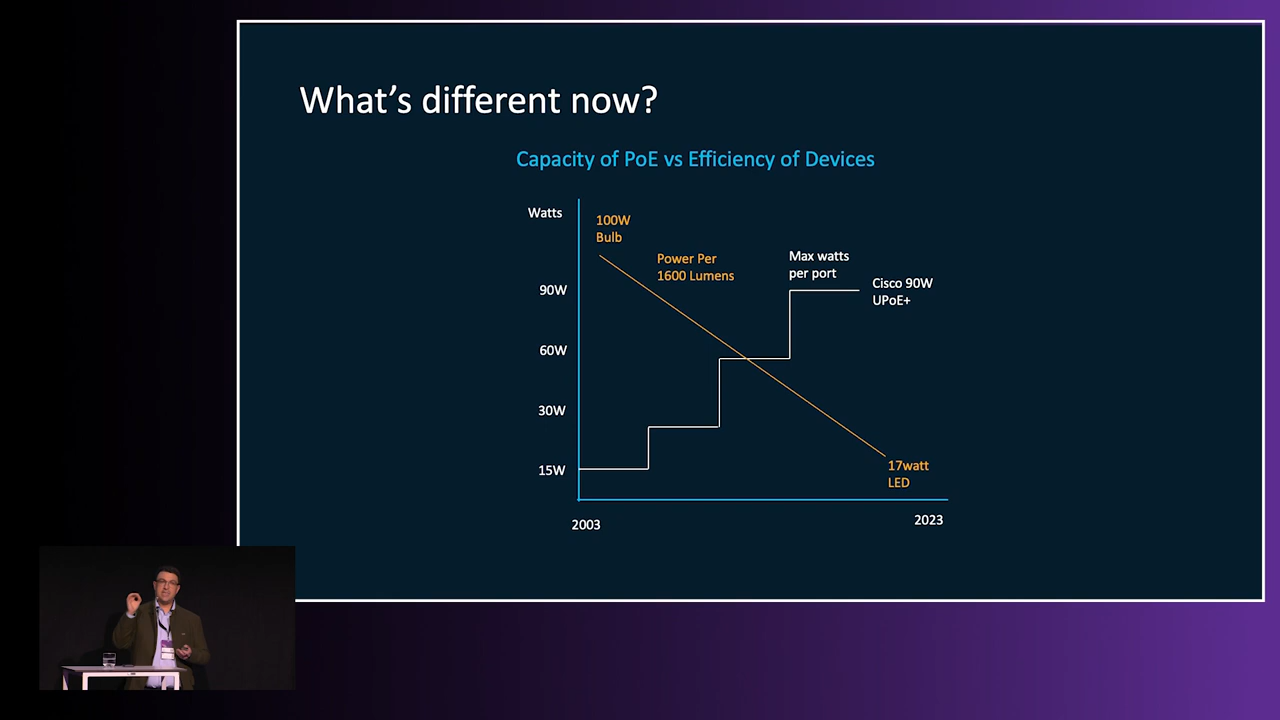 What's different now?
Capacity of PoE vs Efficiency of Devices
Watts
100W
Bulb
Power Per
1600 Lumens
Max watts
per port
Cisco 90W
UPoE+
90W
60W
30W
15W
17watt
LED
2003
2023